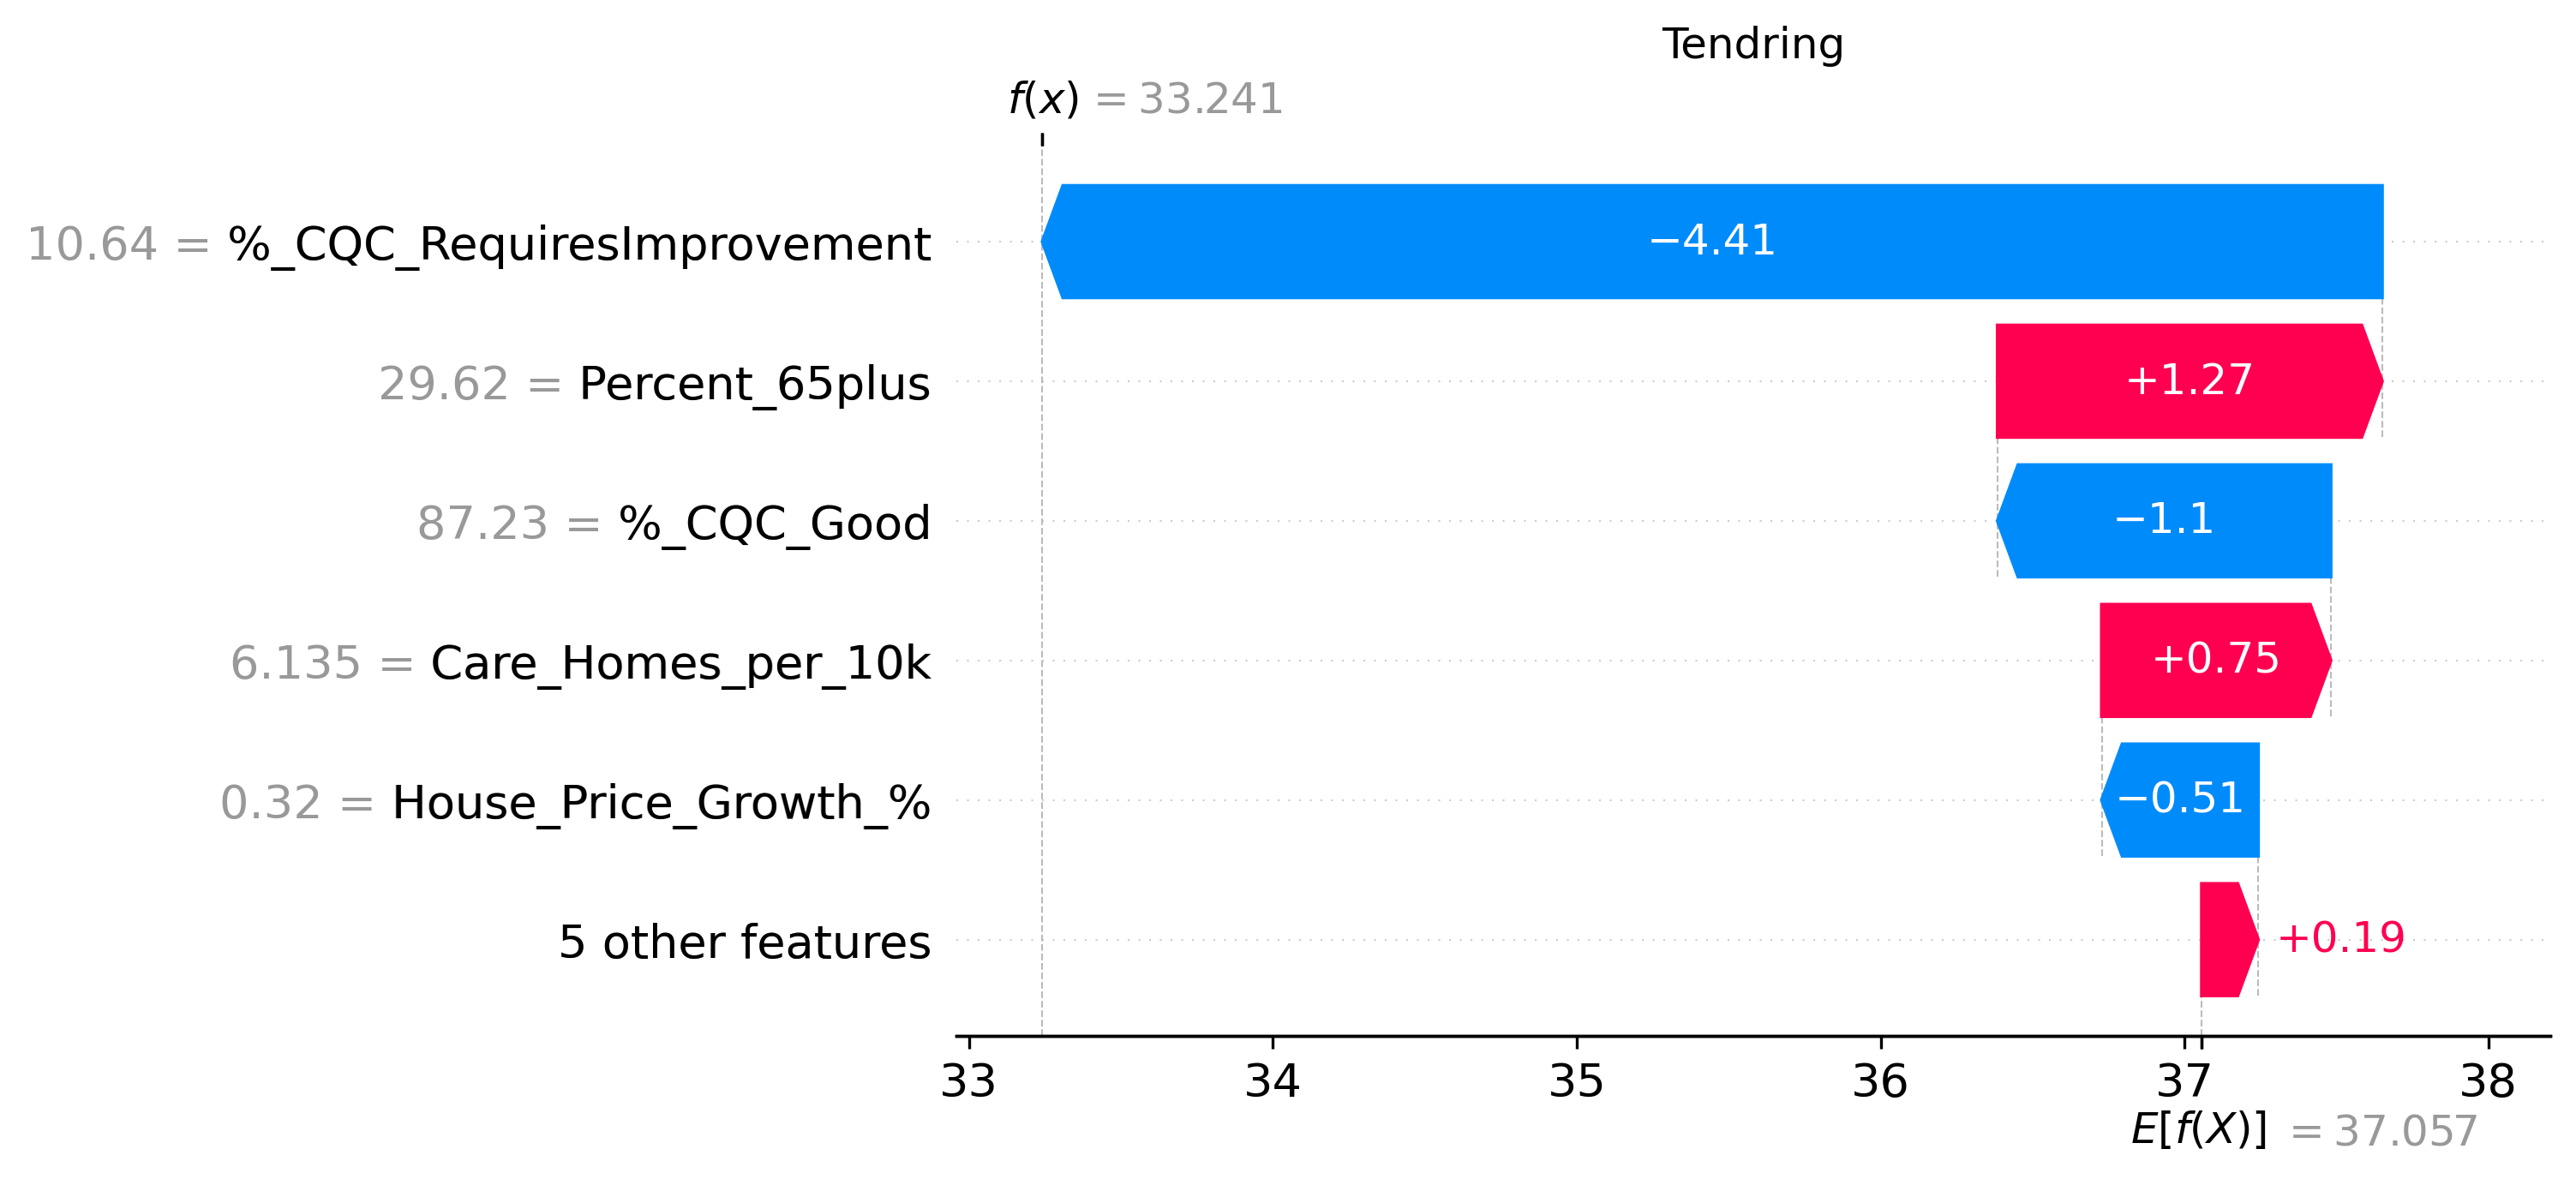 Tendring
f(x) = 33.241
10.64 = %_CQC_RequiresImprovement
−4.41
29.62 = Percent_65plus
+1.27
87.23 = %_CQC_Good
−1.1
6.135 = Care_Homes_per_10k
+0.75
0.32 = House_Price_Growth_%
−0.51
5 other features
+0.19
33 34 35 36 37 38
E[f(X)] = 37.057